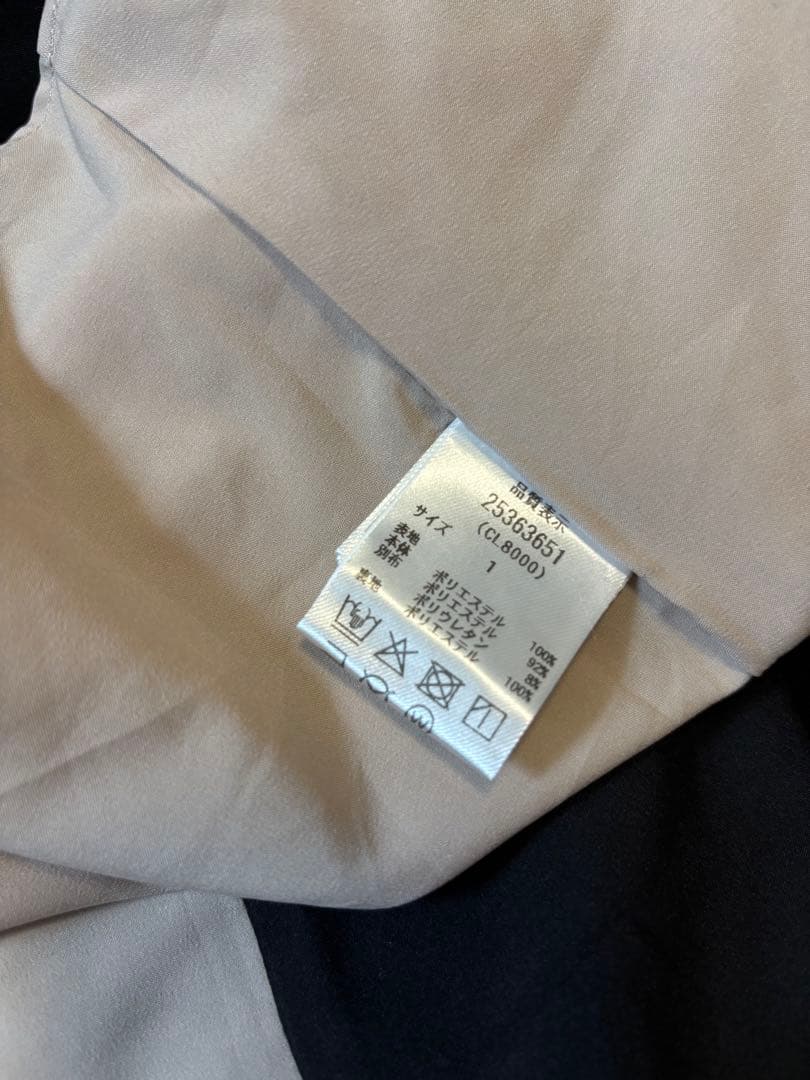 品質表示
25363651
(CL8000)
サイズ 1
表地
本体 ポリエステル 100%
別布 ポリエステル 92%
ポリウレタン 8%
裏地 ポリエステル 100%